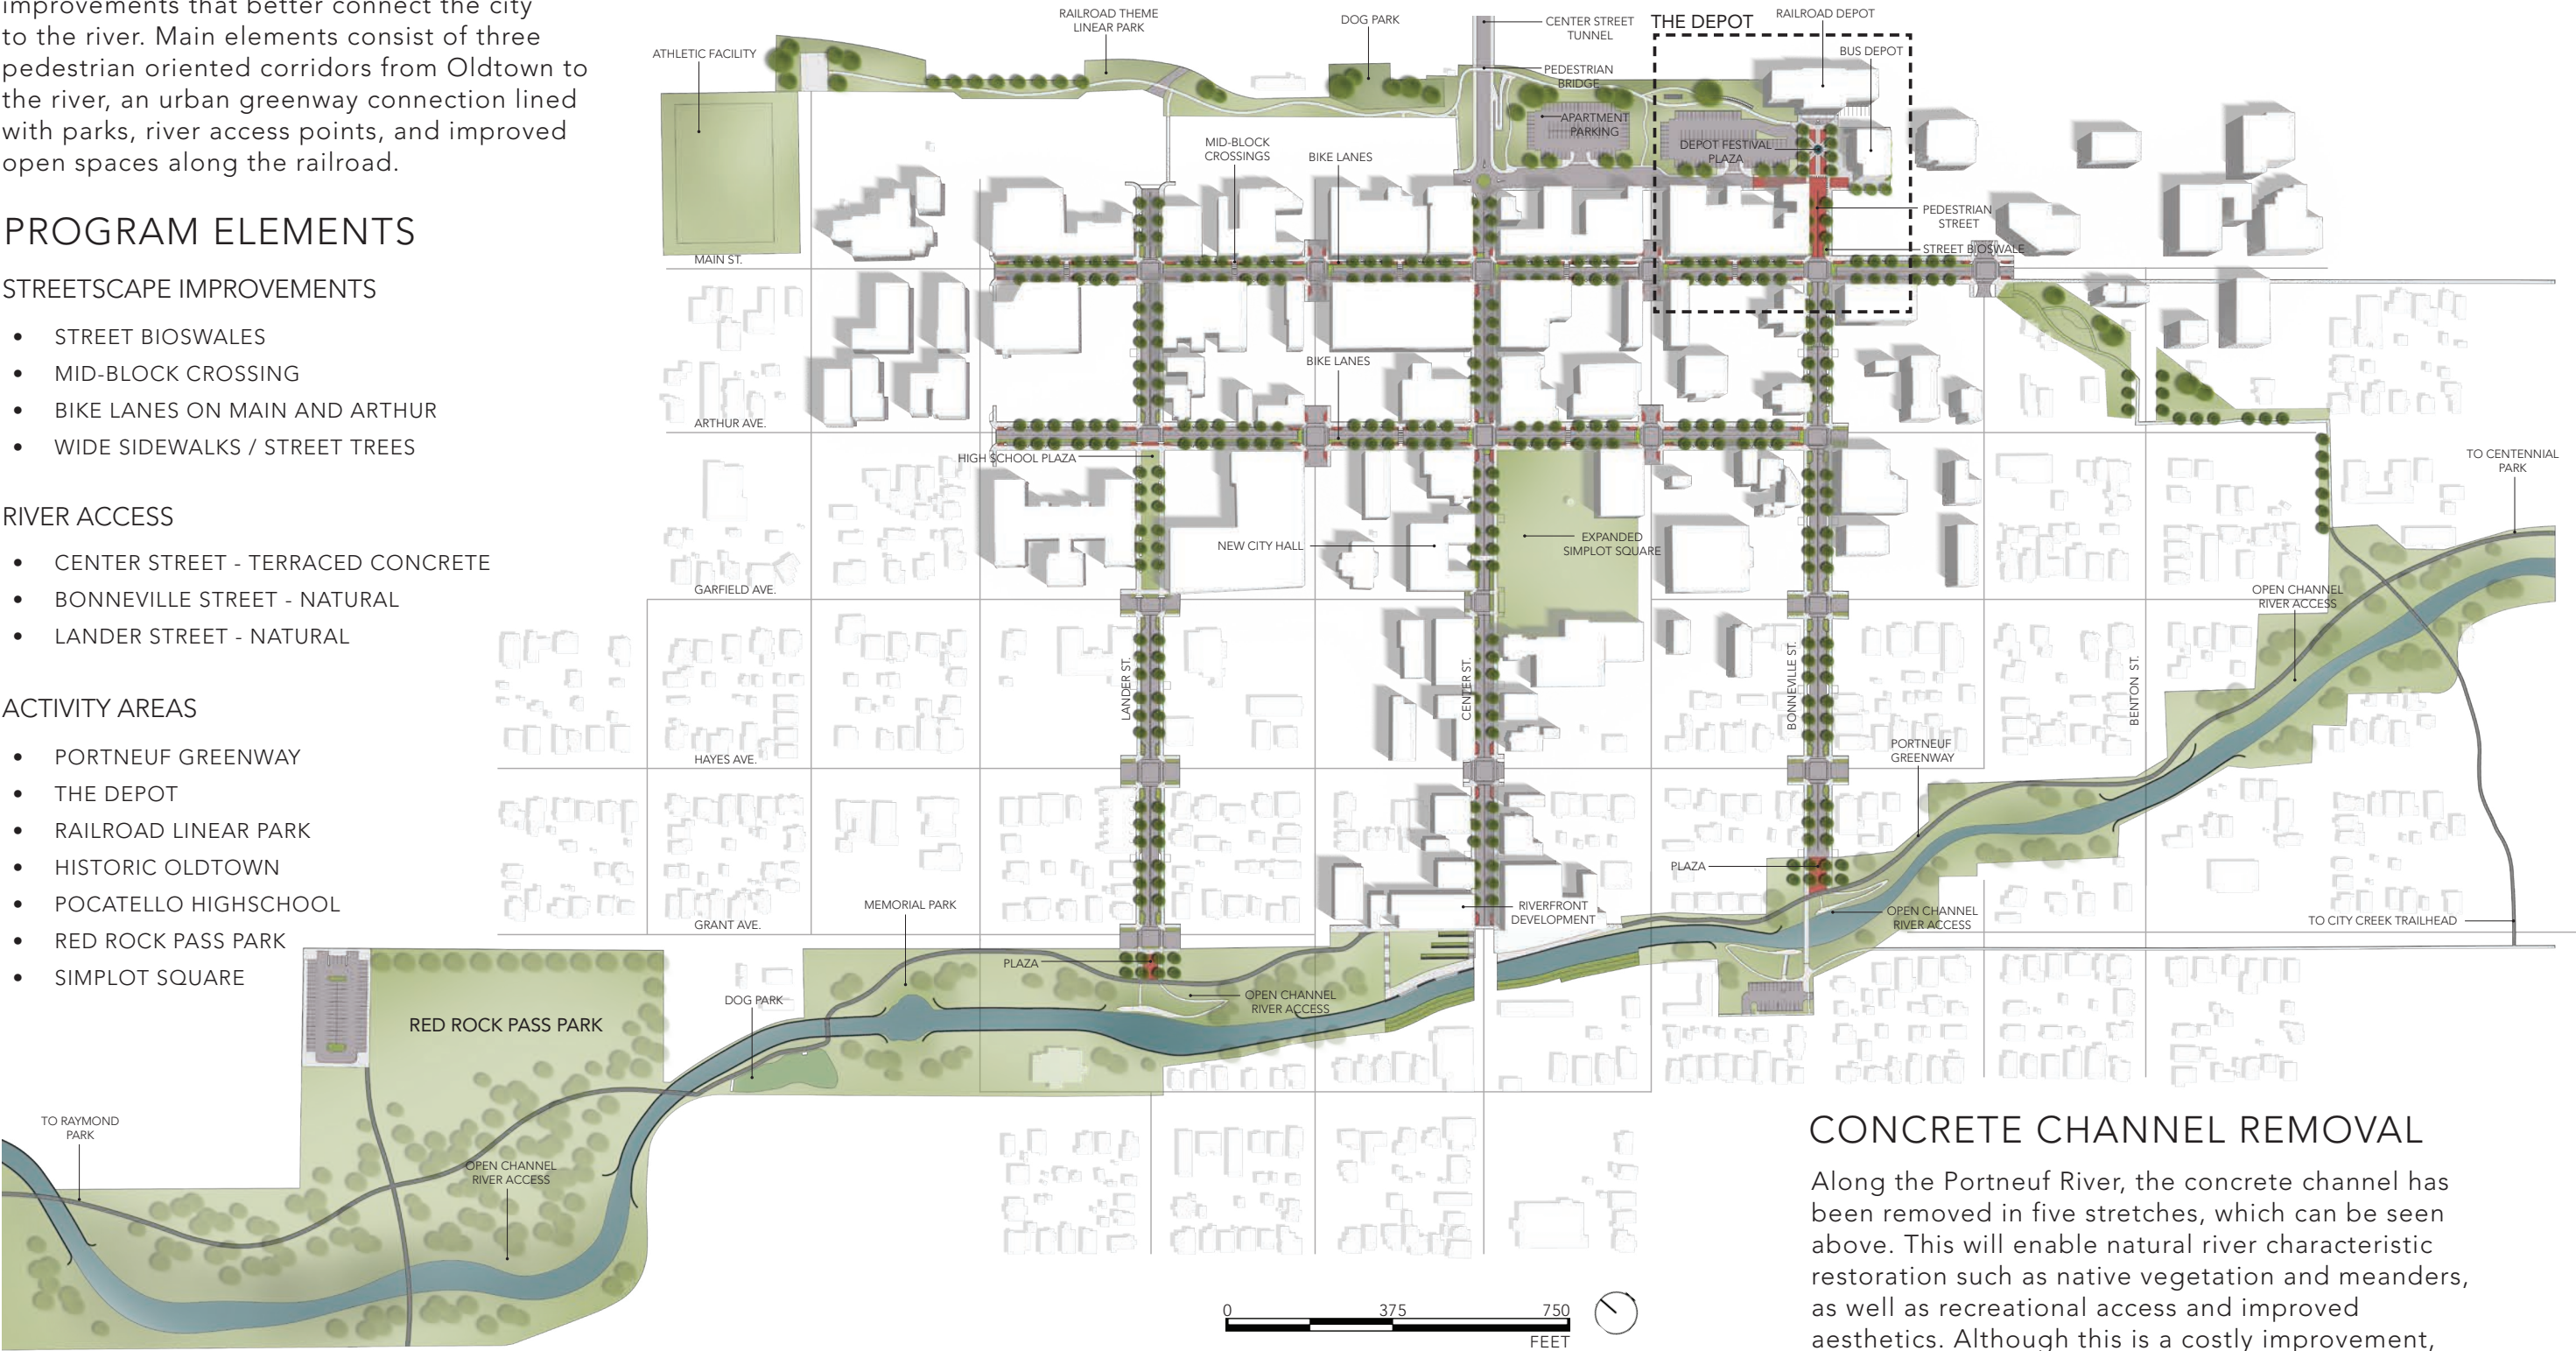 improvements that better connect the city
to the river. Main elements consist of three
pedestrian oriented corridors from Oldtown to
the river, an urban greenway connection lined
with parks, river access points, and improved
open spaces along the railroad.
PROGRAM ELEMENTS
STREETSCAPE IMPROVEMENTS
• STREET BIOSWALES
• MID-BLOCK CROSSING
• BIKE LANES ON MAIN AND ARTHUR
• WIDE SIDEWALKS / STREET TREES
RIVER ACCESS
• CENTER STREET - TERRACED CONCRETE
• BONNEVILLE STREET - NATURAL
• LANDER STREET - NATURAL
ACTIVITY AREAS
• PORTNEUF GREENWAY
• THE DEPOT
• RAILROAD LINEAR PARK
• HISTORIC OLDTOWN
• POCATELLO HIGHSCHOOL
• RED ROCK PASS PARK
• SIMPLOT SQUARE
ATHLETIC FACILITY
RAILROAD THEME
LINEAR PARK
DOG PARK
CENTER STREET
TUNNEL
THE DEPOT
RAILROAD DEPOT
BUS DEPOT
PEDESTRIAN
BRIDGE
APARTMENT
PARKING
DEPOT FESTIVAL
PLAZA
MID-BLOCK
CROSSINGS
BIKE LANES
PEDESTRIAN
STREET
STREET BIOSWALE
MAIN ST.
BIKE LANES
ARTHUR AVE.
HIGH SCHOOL PLAZA
TO CENTENNIAL
PARK
NEW CITY HALL
EXPANDED
SIMPLOT SQUARE
GARFIELD AVE.
OPEN CHANNEL
RIVER ACCESS
LANDER ST.
CENTER ST.
BONNEVILLE ST.
BENTON ST.
HAYES AVE.
PORTNEUF
GREENWAY
PLAZA
MEMORIAL PARK
RIVERFRONT
DEVELOPMENT
OPEN CHANNEL
RIVER ACCESS
TO CITY CREEK TRAILHEAD
GRANT AVE.
PLAZA
DOG PARK
OPEN CHANNEL
RIVER ACCESS
RED ROCK PASS PARK
TO RAYMOND
PARK
OPEN CHANNEL
RIVER ACCESS
0 375 750
FEET
CONCRETE CHANNEL REMOVAL
Along the Portneuf River, the concrete channel has
been removed in five stretches, which can be seen
above. This will enable natural river characteristic
restoration such as native vegetation and meanders,
as well as recreational access and improved
aesthetics. Although this is a costly improvement,